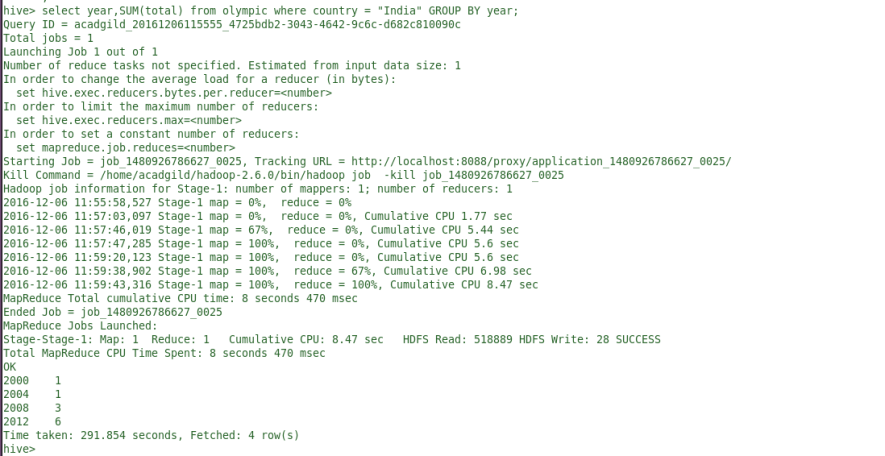 hive> select year,SUM(total) from olympic where country = "India" GROUP BY year;
Query ID = acadgild_20161206115555_4725bdb2-3043-4642-9c6c-d682c810090c
Total jobs = 1
Launching Job 1 out of 1
Number of reduce tasks not specified. Estimated from input data size: 1
In order to change the average load for a reducer (in bytes):
  set hive.exec.reducers.bytes.per.reducer=<number>
In order to limit the maximum number of reducers:
  set hive.exec.reducers.max=<number>
In order to set a constant number of reducers:
  set mapreduce.job.reduces=<number>
Starting Job = job_1480926786627_0025, Tracking URL = http://localhost:8088/proxy/application_1480926786627_0025/
Kill Command = /home/acadgild/hadoop-2.6.0/bin/hadoop job  -kill job_1480926786627_0025
Hadoop job information for Stage-1: number of mappers: 1; number of reducers: 1
2016-12-06 11:55:58,527 Stage-1 map = 0%,  reduce = 0%
2016-12-06 11:57:03,097 Stage-1 map = 0%,  reduce = 0%, Cumulative CPU 1.77 sec
2016-12-06 11:57:46,019 Stage-1 map = 67%,  reduce = 0%, Cumulative CPU 5.44 sec
2016-12-06 11:57:47,285 Stage-1 map = 100%,  reduce = 0%, Cumulative CPU 5.6 sec
2016-12-06 11:59:20,123 Stage-1 map = 100%,  reduce = 0%, Cumulative CPU 5.6 sec
2016-12-06 11:59:38,902 Stage-1 map = 100%,  reduce = 67%, Cumulative CPU 6.98 sec
2016-12-06 11:59:43,316 Stage-1 map = 100%,  reduce = 100%, Cumulative CPU 8.47 sec
MapReduce Total cumulative CPU time: 8 seconds 470 msec
Ended Job = job_1480926786627_0025
MapReduce Jobs Launched:
Stage-Stage-1: Map: 1  Reduce: 1   Cumulative CPU: 8.47 sec   HDFS Read: 518889 HDFS Write: 28 SUCCESS
Total MapReduce CPU Time Spent: 8 seconds 470 msec
OK
2000    1
2004    1
2008    3
2012    6
Time taken: 291.854 seconds, Fetched: 4 row(s)
hive>